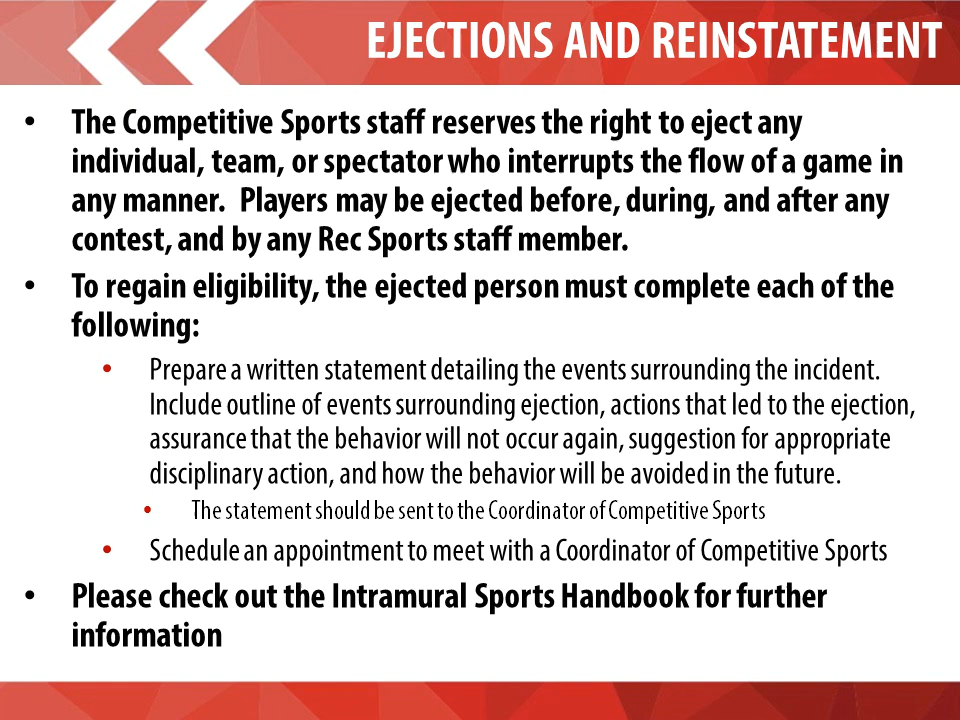 EJECTIONS AND REINSTATEMENT
• The Competitive Sports staff reserves the right to eject any
individual, team, or spectator who interrupts the flow of a game in
any manner.  Players may be ejected before, during, and after any
contest, and by any Rec Sports staff member.
• To regain eligibility, the ejected person must complete each of the
following:
• Prepare a written statement detailing the events surrounding the incident.
Include outline of events surrounding ejection, actions that led to the ejection,
assurance that the behavior will not occur again, suggestion for appropriate
disciplinary action, and how the behavior will be avoided in the future.
• The statement should be sent to the Coordinator of Competitive Sports
• Schedule an appointment to meet with a Coordinator of Competitive Sports
• Please check out the Intramural Sports Handbook for further
information